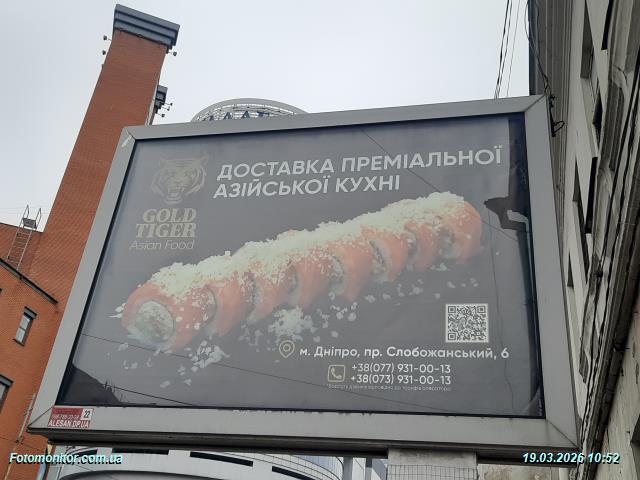 ДОСТАВКА ПРЕМІАЛЬНОЇ
АЗІЙСЬКОЇ КУХНІ
GOLD
TIGER
Asian Food
м. Дніпро, пр. Слобожанський, 6
+38(077) 931-00-13
+38(073) 931-00-13
22
ALESAN.DP.UA
Fotomonitor.com.ua
19.03.2026 10:52